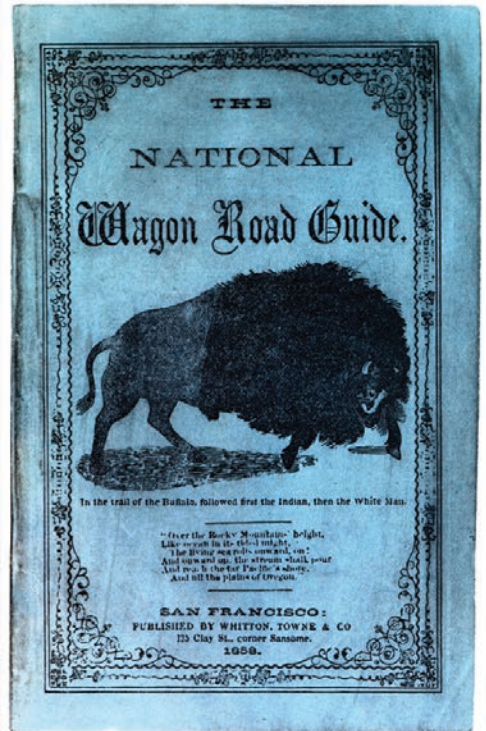 THE
NATIONAL
Wagon Road Guide.
In the trail of the Buffalo, followed first the Indian, then the White Man.
"Over the Rocky Mountains' height,
Like ocean in its tided might,
The living sea rolls onward, on!
And onward on, the stream shall pour
And reach the far Pacific's shore,
And fill the plains of Oregon."
SAN FRANCISCO:
PUBLISHED BY WHITTON, TOWNE & CO
125 Clay St., corner Sansome.
1858.